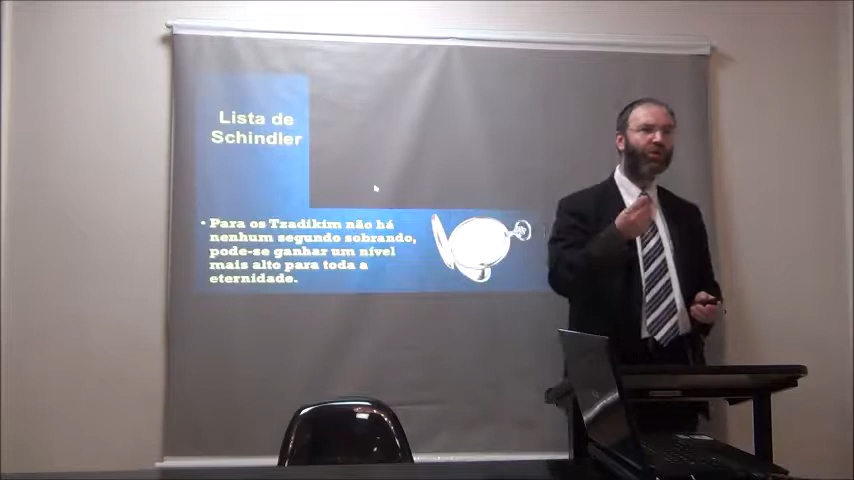 Lista de
Schindler
• Para os Tzadikim não há
nenhum segundo sobrando,
pode-se ganhar um nível
mais alto para toda a
eternidade.